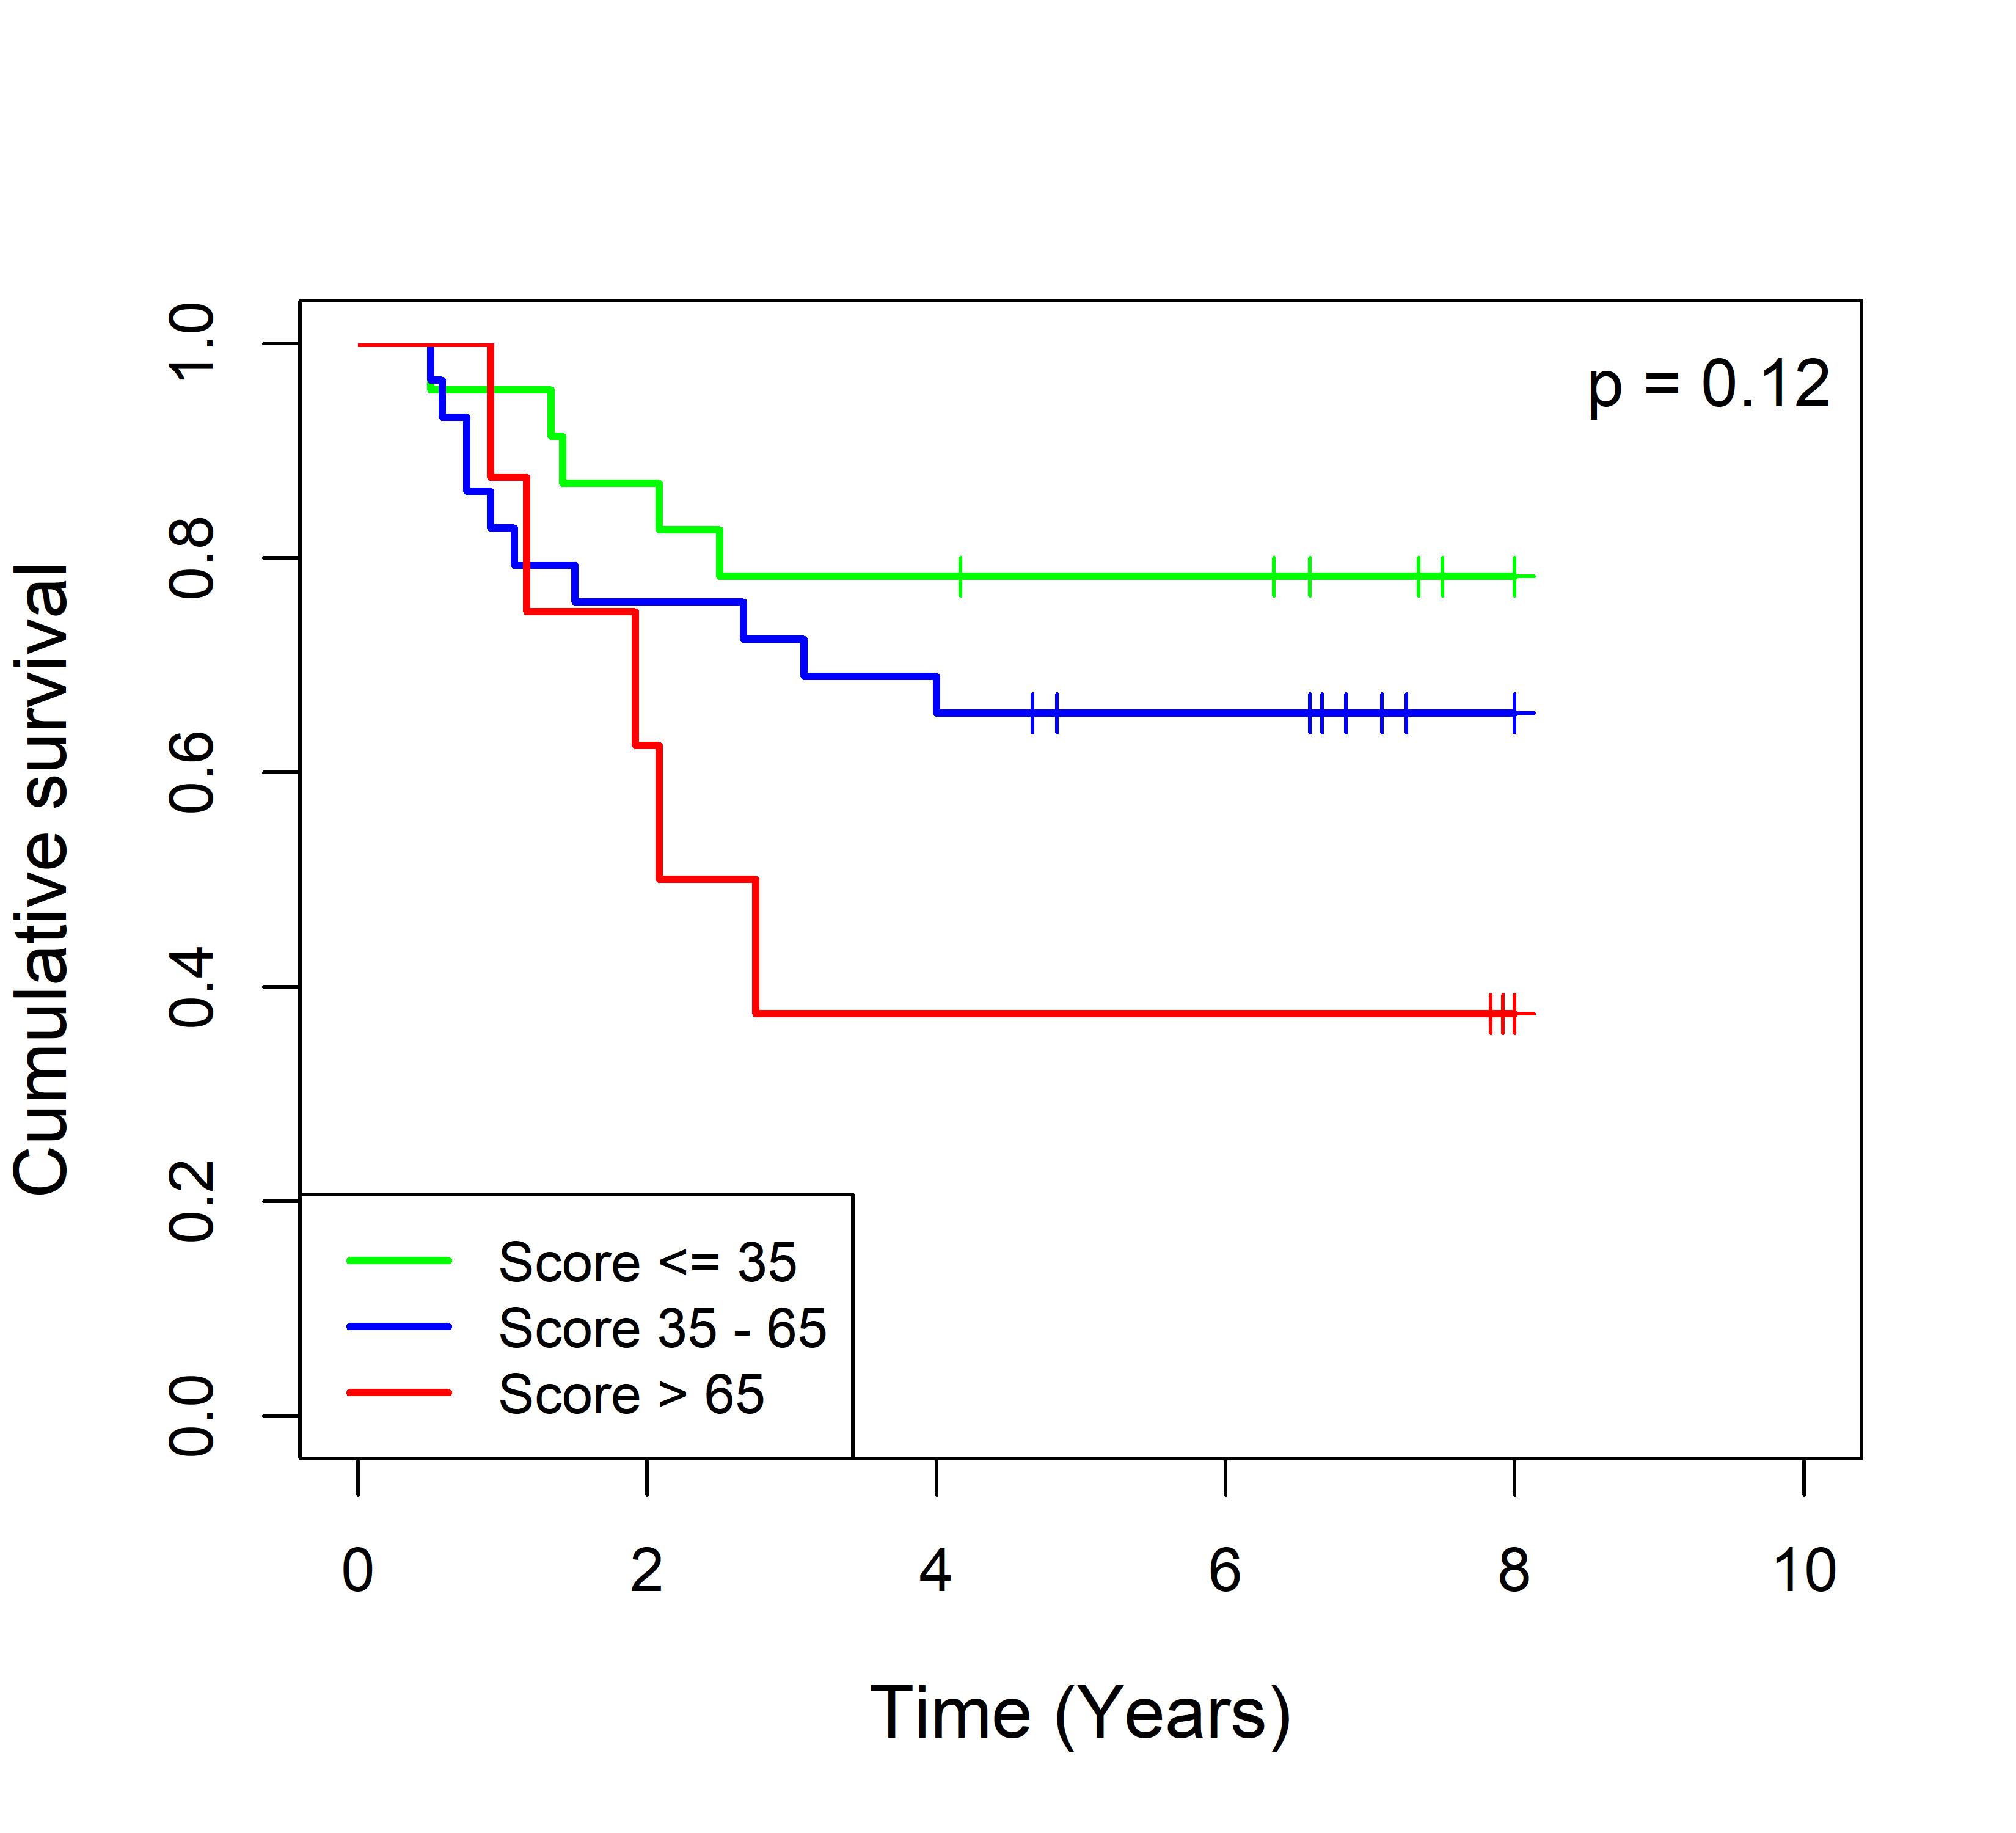 p = 0.12
Cumulative survival
1.0
0.8
0.6
0.4
0.2
0.0
Score <= 35
Score 35 - 65
Score > 65
0 2 4 6 8 10
Time (Years)